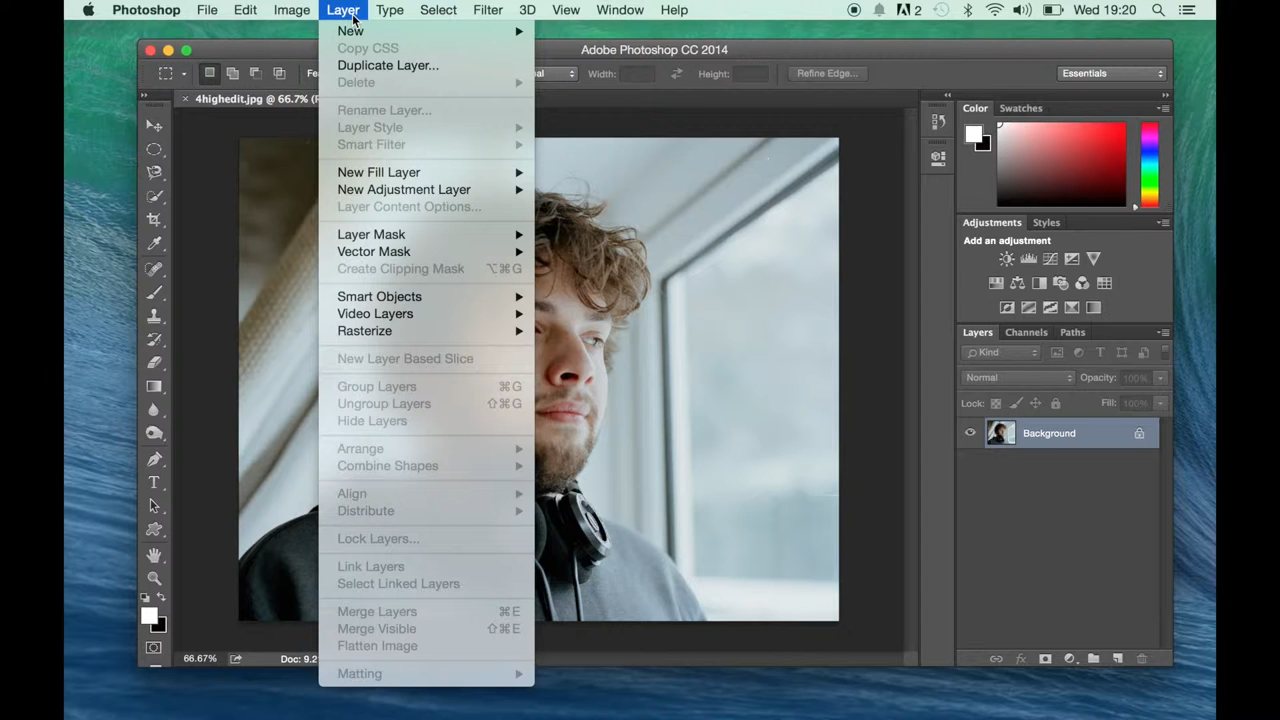 Photoshop File Edit Image Layer Type Select Filter 3D View Window Help 2 Wed 19:20
Adobe Photoshop CC 2014
Width: Height: Refine Edge... Essentials
4highedit.jpg @ 66.7%
New
Copy CSS
Duplicate Layer...
Delete
Rename Layer...
Layer Style
Smart Filter
New Fill Layer
New Adjustment Layer
Layer Content Options...
Layer Mask
Vector Mask
Create Clipping Mask ⌥⌘G
Smart Objects
Video Layers
Rasterize
New Layer Based Slice
Group Layers ⌘G
Ungroup Layers ⇧⌘G
Hide Layers
Arrange
Combine Shapes
Align
Distribute
Lock Layers...
Link Layers
Select Linked Layers
Merge Layers ⌘E
Merge Visible ⇧⌘E
Flatten Image
Matting
Color Swatches
Adjustments Styles
Add an adjustment
Layers Channels Paths
Kind
Normal Opacity: 100%
Lock: Fill: 100%
Background
66.67% Doc: 9.2